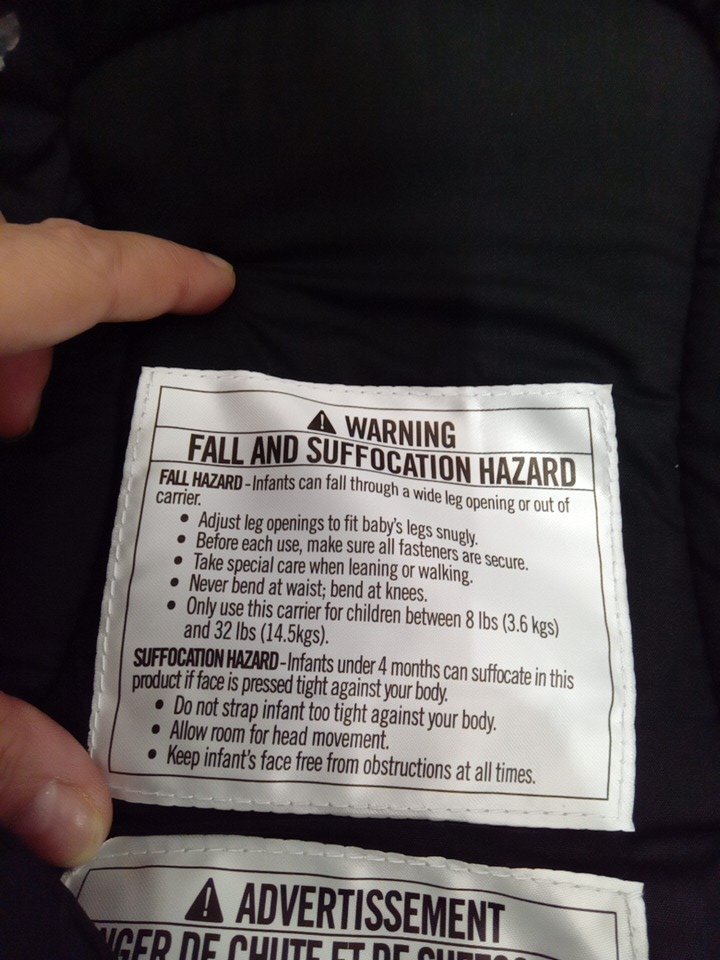 WARNING
FALL AND SUFFOCATION HAZARD
FALL HAZARD - Infants can fall through a wide leg opening or out of
carrier.
• Adjust leg openings to fit baby's legs snugly.
• Before each use, make sure all fasteners are secure.
• Take special care when leaning or walking.
• Never bend at waist; bend at knees.
• Only use this carrier for children between 8 lbs (3.6 kgs)
and 32 lbs (14.5kgs).
SUFFOCATION HAZARD - Infants under 4 months can suffocate in this
product if face is pressed tight against your body.
• Do not strap infant too tight against your body.
• Allow room for head movement.
• Keep infant's face free from obstructions at all times.
ADVERTISSEMENT
DE CHUTE ET DE